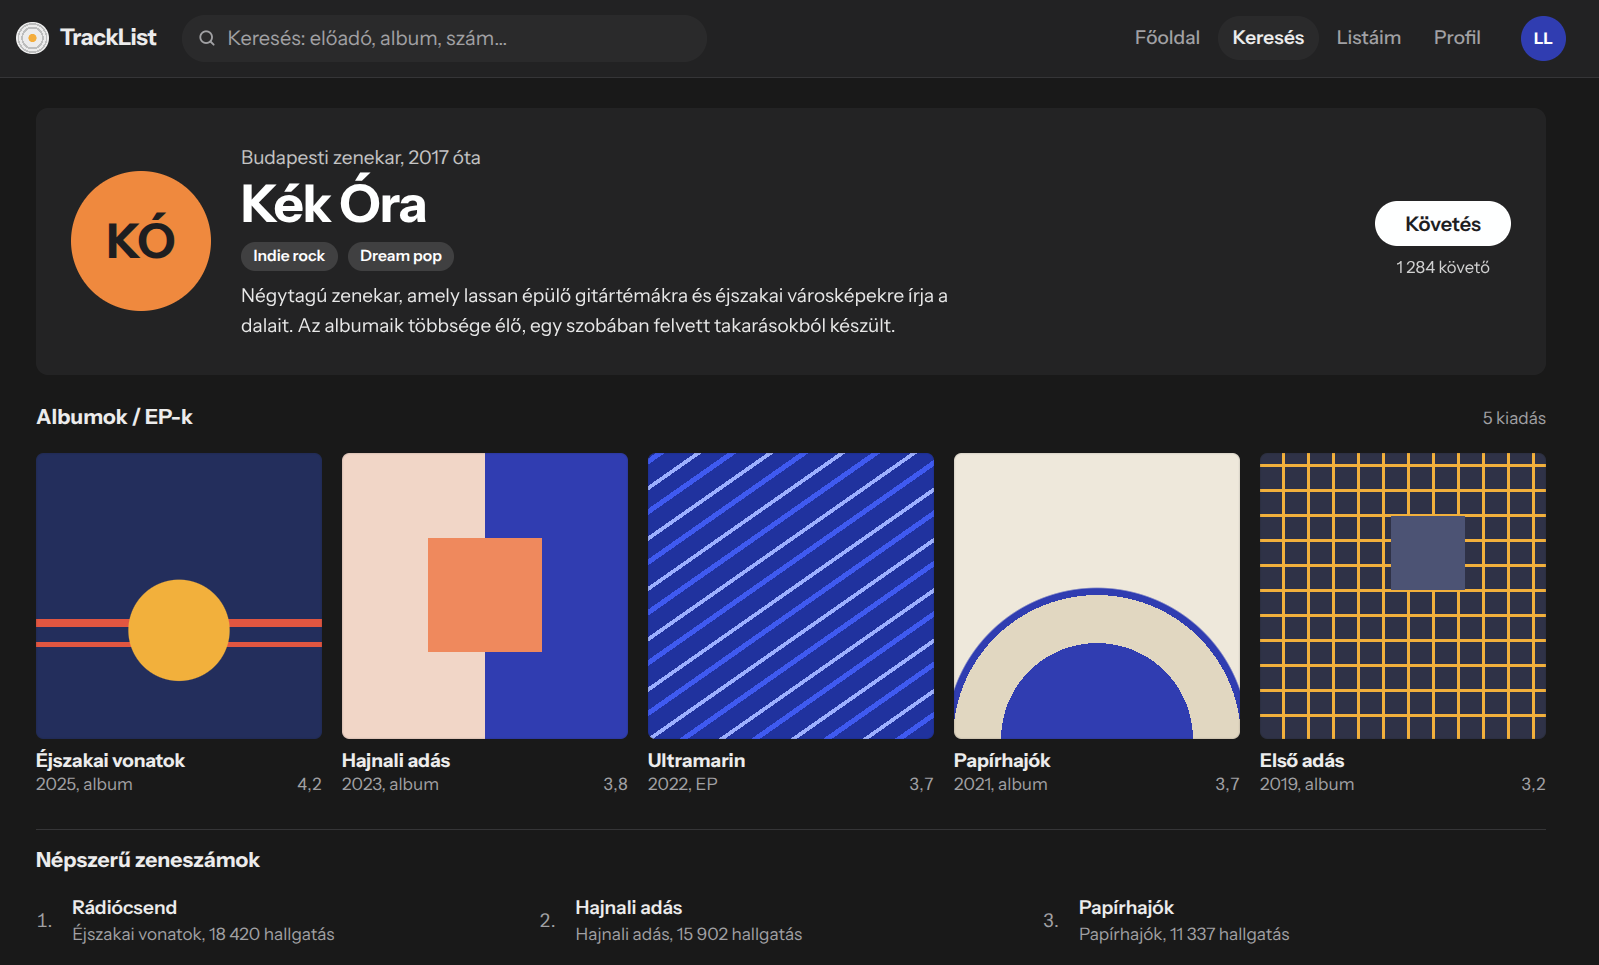 TrackList
Keresés: előadó, album, szám...
Főoldal
Keresés
Listáim
Profil
LL
KÓ
Budapesti zenekar, 2017 óta
Kék Óra
Indie rock
Dream pop
Négytagú zenekar, amely lassan épülő gitártémákra és éjszakai városképekre írja a
dalait. Az albumaik többsége élő, egy szobában felvett takarásokból készült.
Követés
1 284 követő
Albumok / EP-k
5 kiadás
Éjszakai vonatok
2025, album 4,2
Hajnali adás
2023, album 3,8
Ultramarin
2022, EP 3,7
Papírhajók
2021, album 3,7
Első adás
2019, album 3,2
Népszerű zeneszámok
1. Rádiócsend
Éjszakai vonatok, 18 420 hallgatás
2. Hajnali adás
Hajnali adás, 15 902 hallgatás
3. Papírhajók
Papírhajók, 11 337 hallgatás